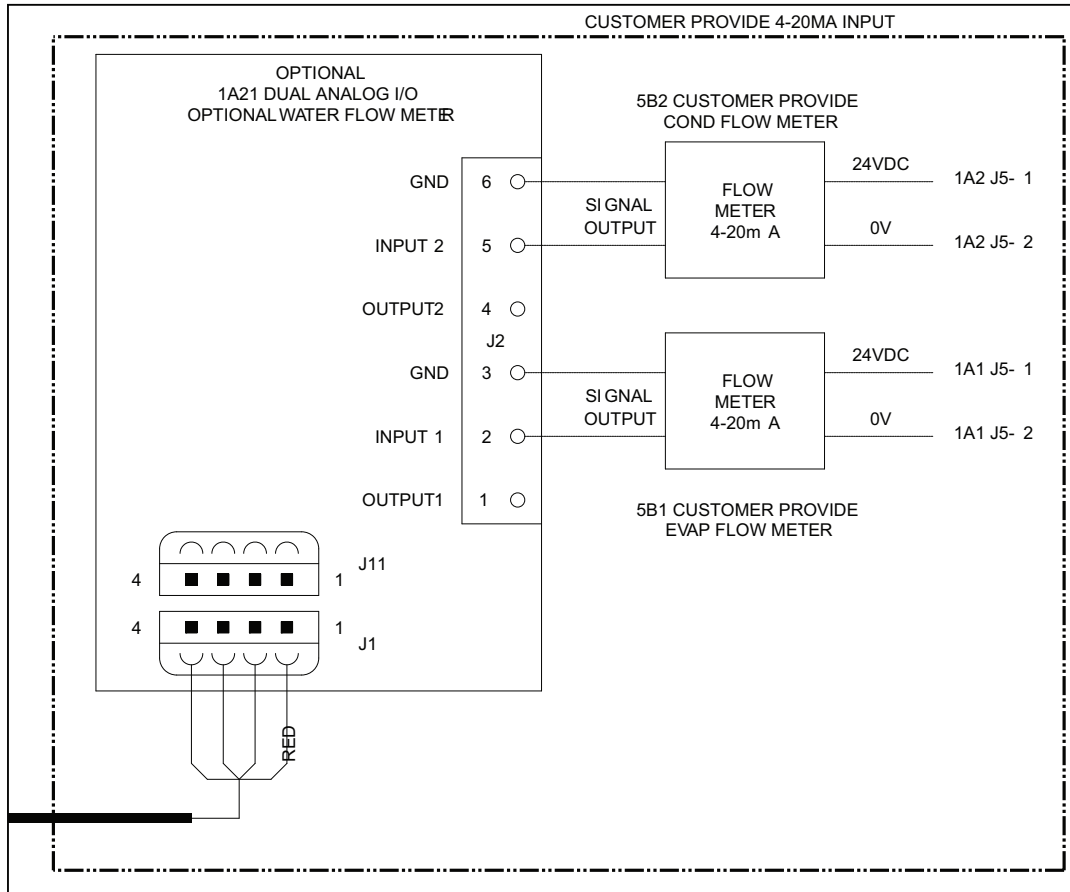 CUSTOMER PROVIDE 4-20MA INPUT
OPTIONAL
1A21 DUAL ANALOG I/O
OPTIONAL WATER FLOW METER
GND 6
INPUT 2 5
OUTPUT2 4
J2
GND 3
INPUT 1 2
OUTPUT1 1
5B2 CUSTOMER PROVIDE
COND FLOW METER
SIGNAL
OUTPUT
FLOW
METER
4-20m A
24VDC 1A2 J5- 1
0V 1A2 J5- 2
SIGNAL
OUTPUT
FLOW
METER
4-20m A
24VDC 1A1 J5- 1
0V 1A1 J5- 2
5B1 CUSTOMER PROVIDE
EVAP FLOW METER
J11
4 1
4 1
J1
RED